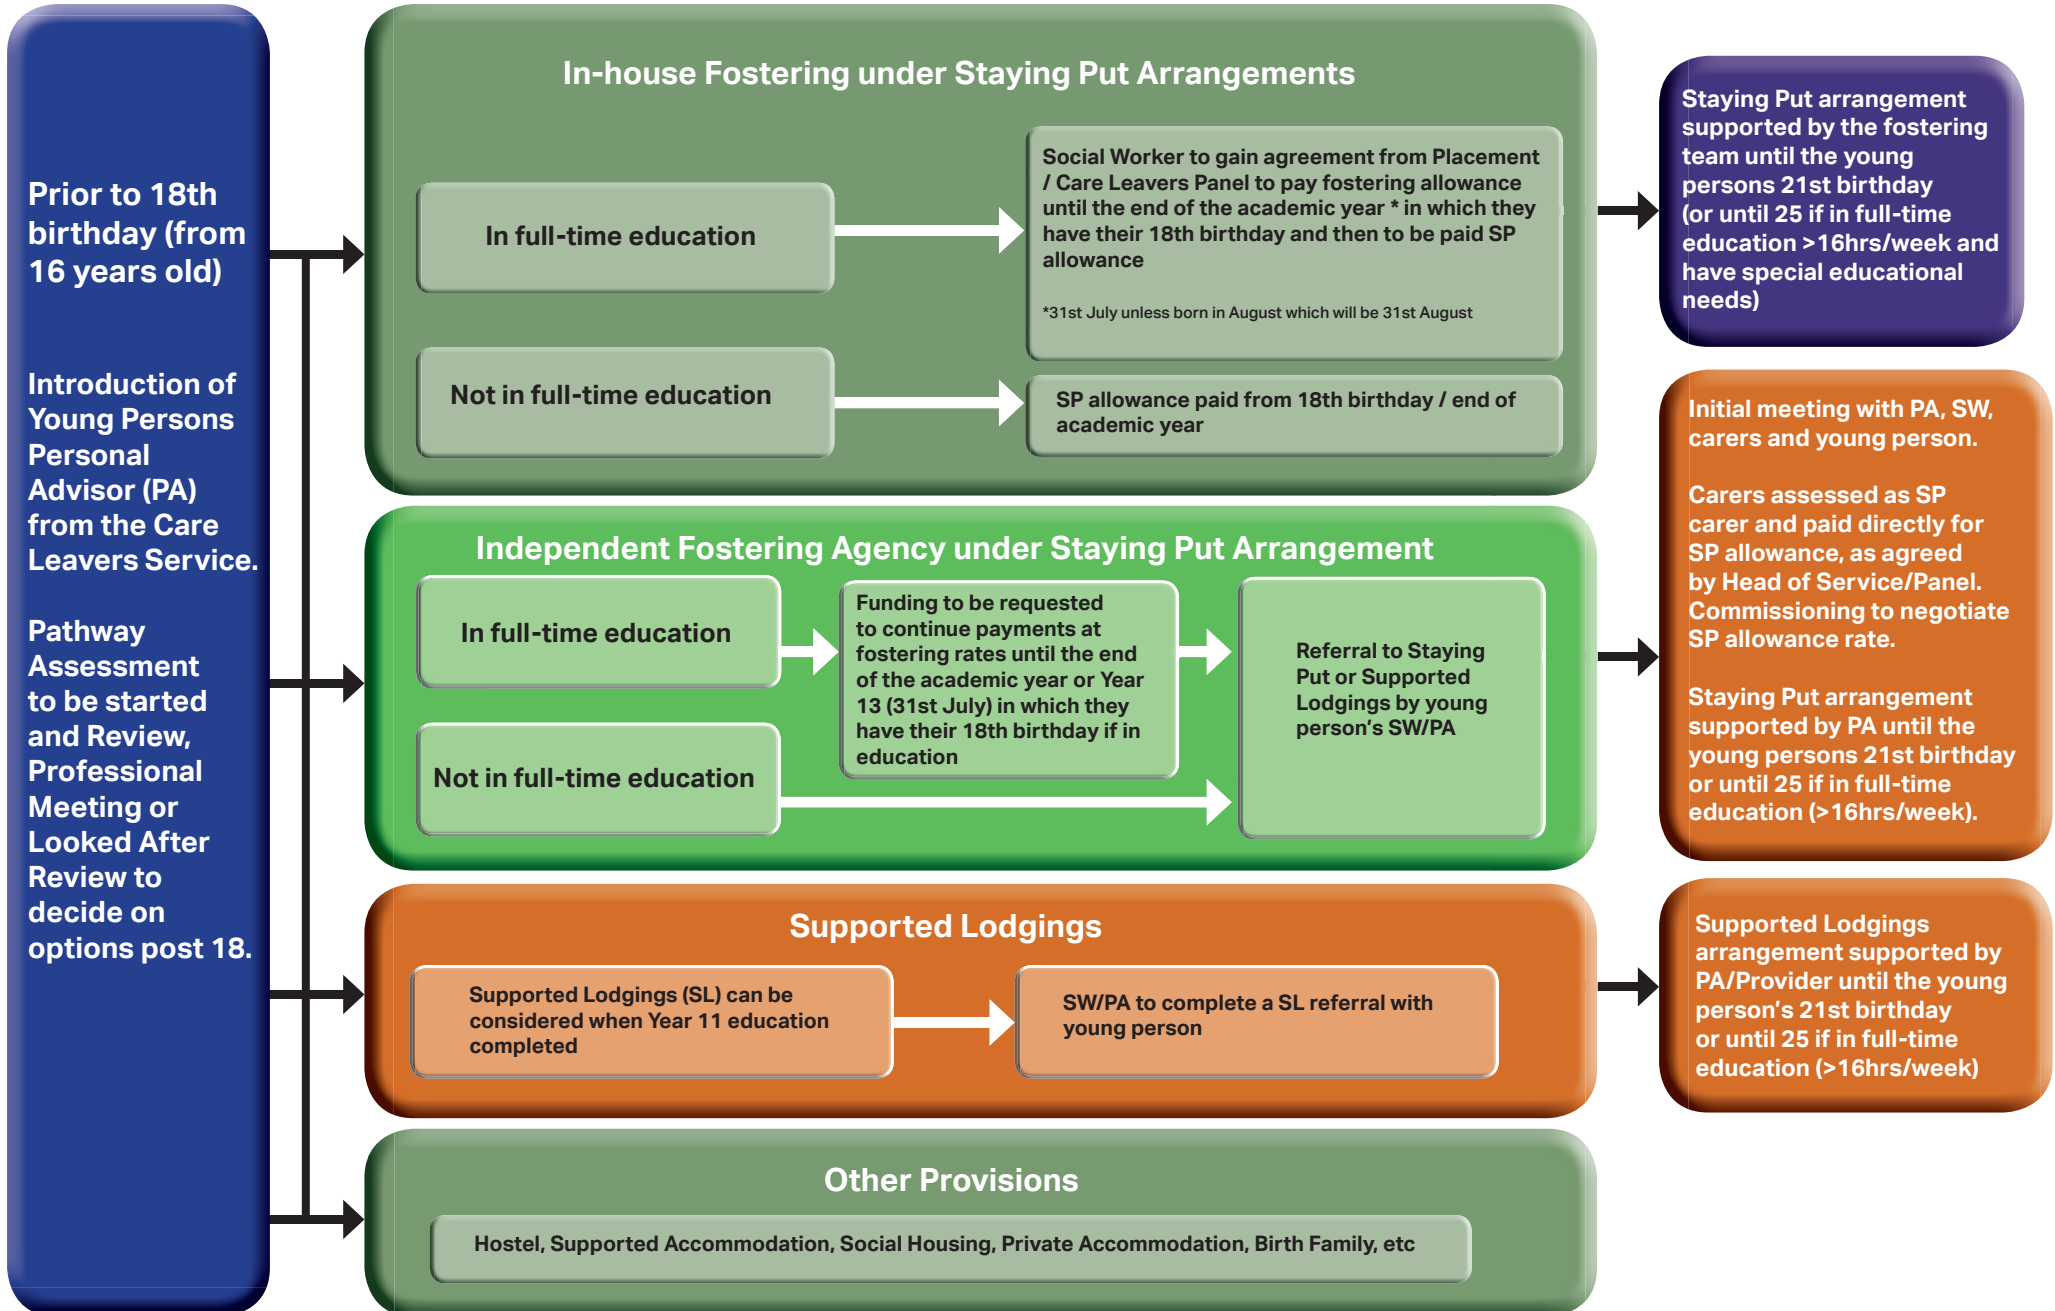 Prior to 18th
birthday (from
16 years old)
Introduction of
Young Persons
Personal
Advisor (PA)
from the Care
Leavers Service.
Pathway
Assessment
to be started
and Review,
Professional
Meeting or
Looked After
Review to
decide on
options post 18.
In-house Fostering under Staying Put Arrangements
In full-time education
Social Worker to gain agreement from Placement
/ Care Leavers Panel to pay fostering allowance
until the end of the academic year * in which they
have their 18th birthday and then to be paid SP
allowance
*31st July unless born in August which will be 31st August
Not in full-time education
SP allowance paid from 18th birthday / end of
academic year
Staying Put arrangement
supported by the fostering
team until the young
persons 21st birthday
(or until 25 if in full-time
education >16hrs/week and
have special educational
needs)
Independent Fostering Agency under Staying Put Arrangement
In full-time education
Funding to be requested
to continue payments at
fostering rates until the end
of the academic year or Year
13 (31st July) in which they
have their 18th birthday if in
education
Not in full-time education
Referral to Staying
Put or Supported
Lodgings by young
person's SW/PA
Initial meeting with PA, SW,
carers and young person.
Carers assessed as SP
carer and paid directly for
SP allowance, as agreed
by Head of Service/Panel.
Commissioning to negotiate
SP allowance rate.
Staying Put arrangement
supported by PA until the
young persons 21st birthday
or until 25 if in full-time
education (>16hrs/week).
Supported Lodgings
Supported Lodgings (SL) can be
considered when Year 11 education
completed
SW/PA to complete a SL referral with
young person
Supported Lodgings
arrangement supported by
PA/Provider until the young
person's 21st birthday
or until 25 if in full-time
education (>16hrs/week)
Other Provisions
Hostel, Supported Accommodation, Social Housing, Private Accommodation, Birth Family, etc